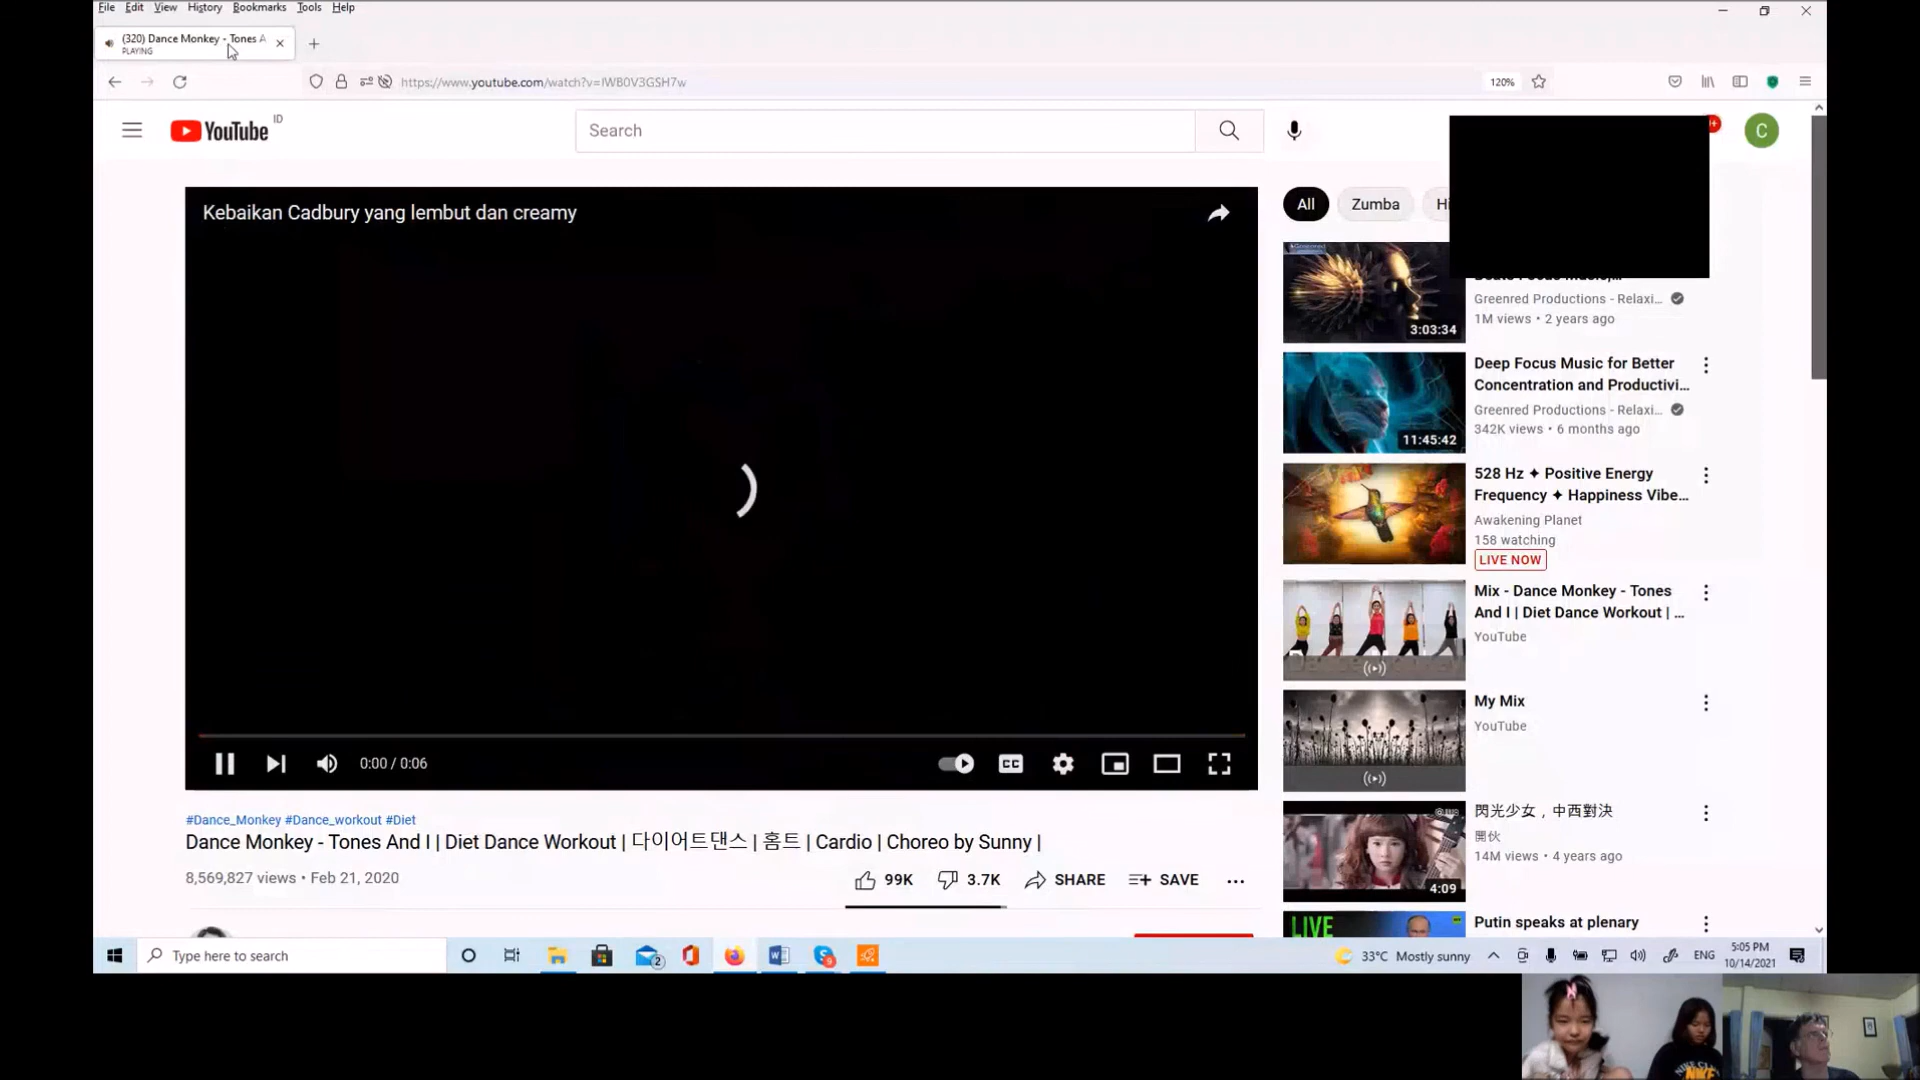 File Edit View History Bookmarks Tools Help
(320) Dance Monkey - Tones A
PLAYING
https://www.youtube.com/watch?v=IWB0V3GSH7w
120%
YouTube ID
Search
C
Kebaikan Cadbury yang lembut dan creamy
All Zumba Hi
Greenred Productions - Relaxi...
1M views • 2 years ago
3:03:34
Deep Focus Music for Better
Concentration and Productivi...
Greenred Productions - Relaxi...
342K views • 6 months ago
11:45:42
528 Hz ✦ Positive Energy
Frequency ✦ Happiness Vibe...
Awakening Planet
158 watching
LIVE NOW
Mix - Dance Monkey - Tones
And I | Diet Dance Workout | ...
YouTube
My Mix
YouTube
閃光少女，中西對決
開伙
14M views • 4 years ago
4:09
LIVE
Putin speaks at plenary
0:00 / 0:06
CC
#Dance_Monkey #Dance_workout #Diet
Dance Monkey - Tones And I | Diet Dance Workout | 다이어트댄스 | 홈트 | Cardio | Choreo by Sunny |
8,569,827 views • Feb 21, 2020
99K 3.7K SHARE SAVE
Type here to search
2
9
33°C Mostly sunny
ENG
5:05 PM
10/14/2021